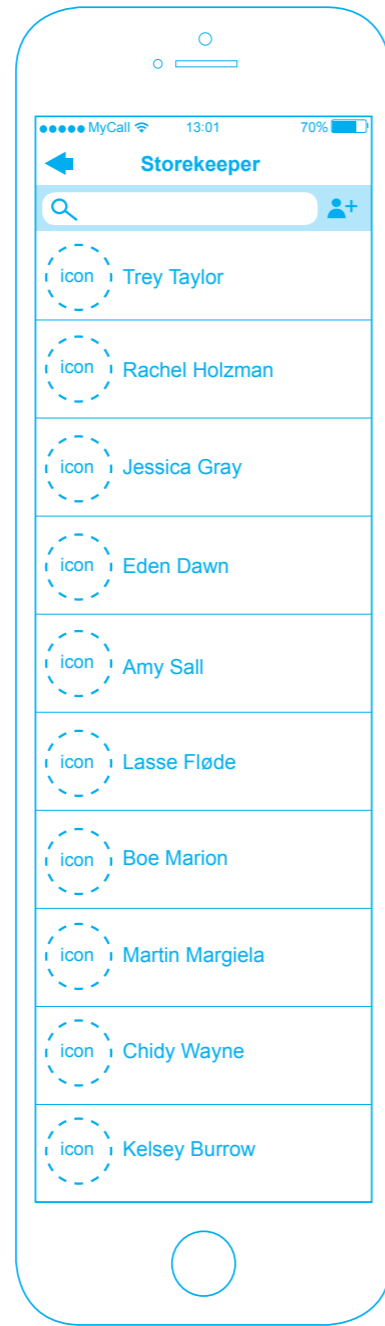 MyCall 13:01 70%
Storekeeper
icon Trey Taylor
icon Rachel Holzman
icon Jessica Gray
icon Eden Dawn
icon Amy Sall
icon Lasse Fløde
icon Boe Marion
icon Martin Margiela
icon Chidy Wayne
icon Kelsey Burrow